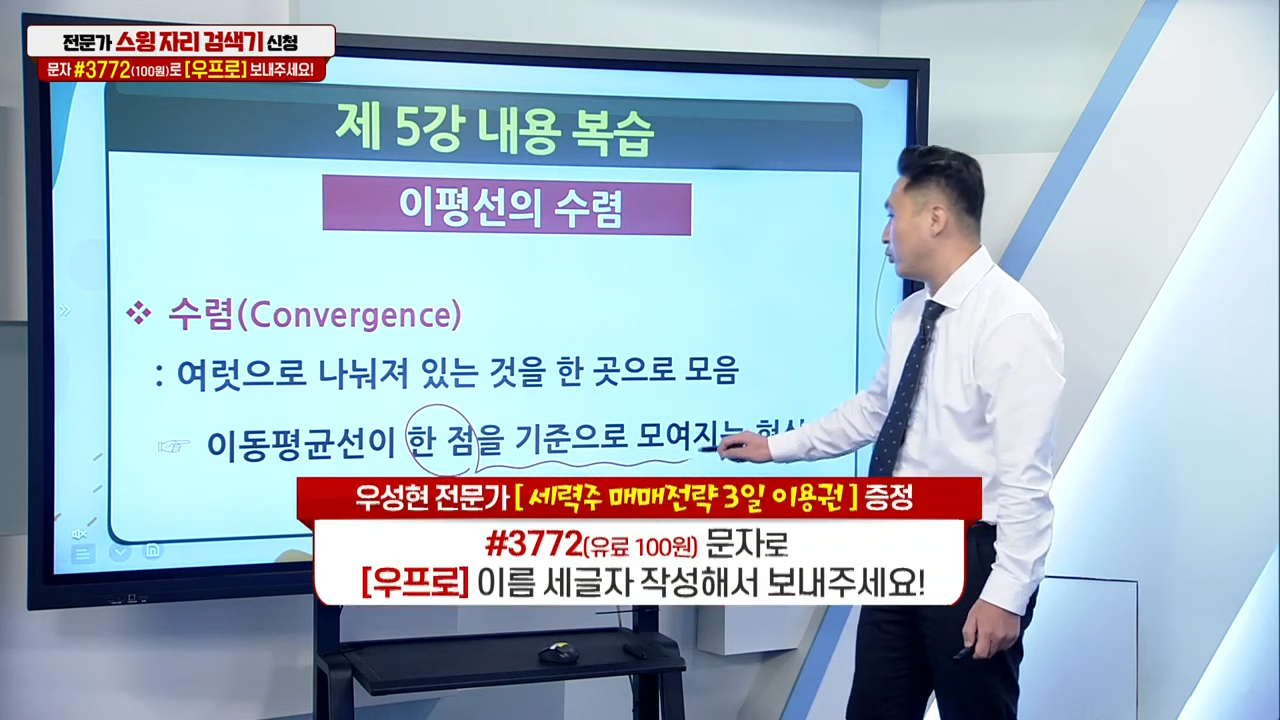 전문가 스윙 자리 검색기 신청
문자 #3772(100원)로 [우프로] 보내주세요!
제 5강 내용 복습
이평선의 수렴
❖ 수렴(Convergence)
: 여럿으로 나눠져 있는 것을 한 곳으로 모음
☞ 이동평균선이 한 점을 기준으로 모여지는
우성현 전문가 [ 세력주 매매전략 3일 이용권 ] 증정
#3772(유료 100원) 문자로
[우프로] 이름 세글자 작성해서 보내주세요!